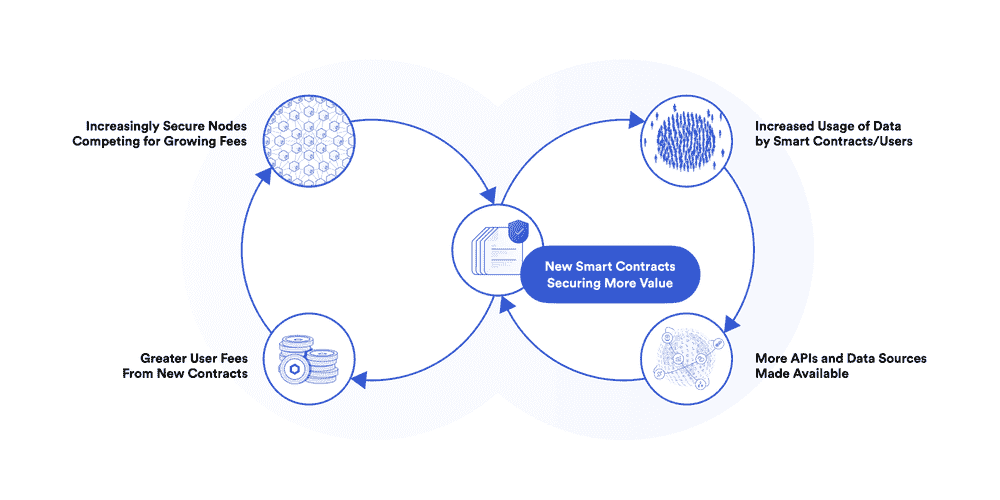 Increasingly Secure Nodes
Competing for Growing Fees
Increased Usage of Data
by Smart Contracts/Users
New Smart Contracts
Securing More Value
Greater User Fees
From New Contracts
More APIs and Data Sources
Made Available